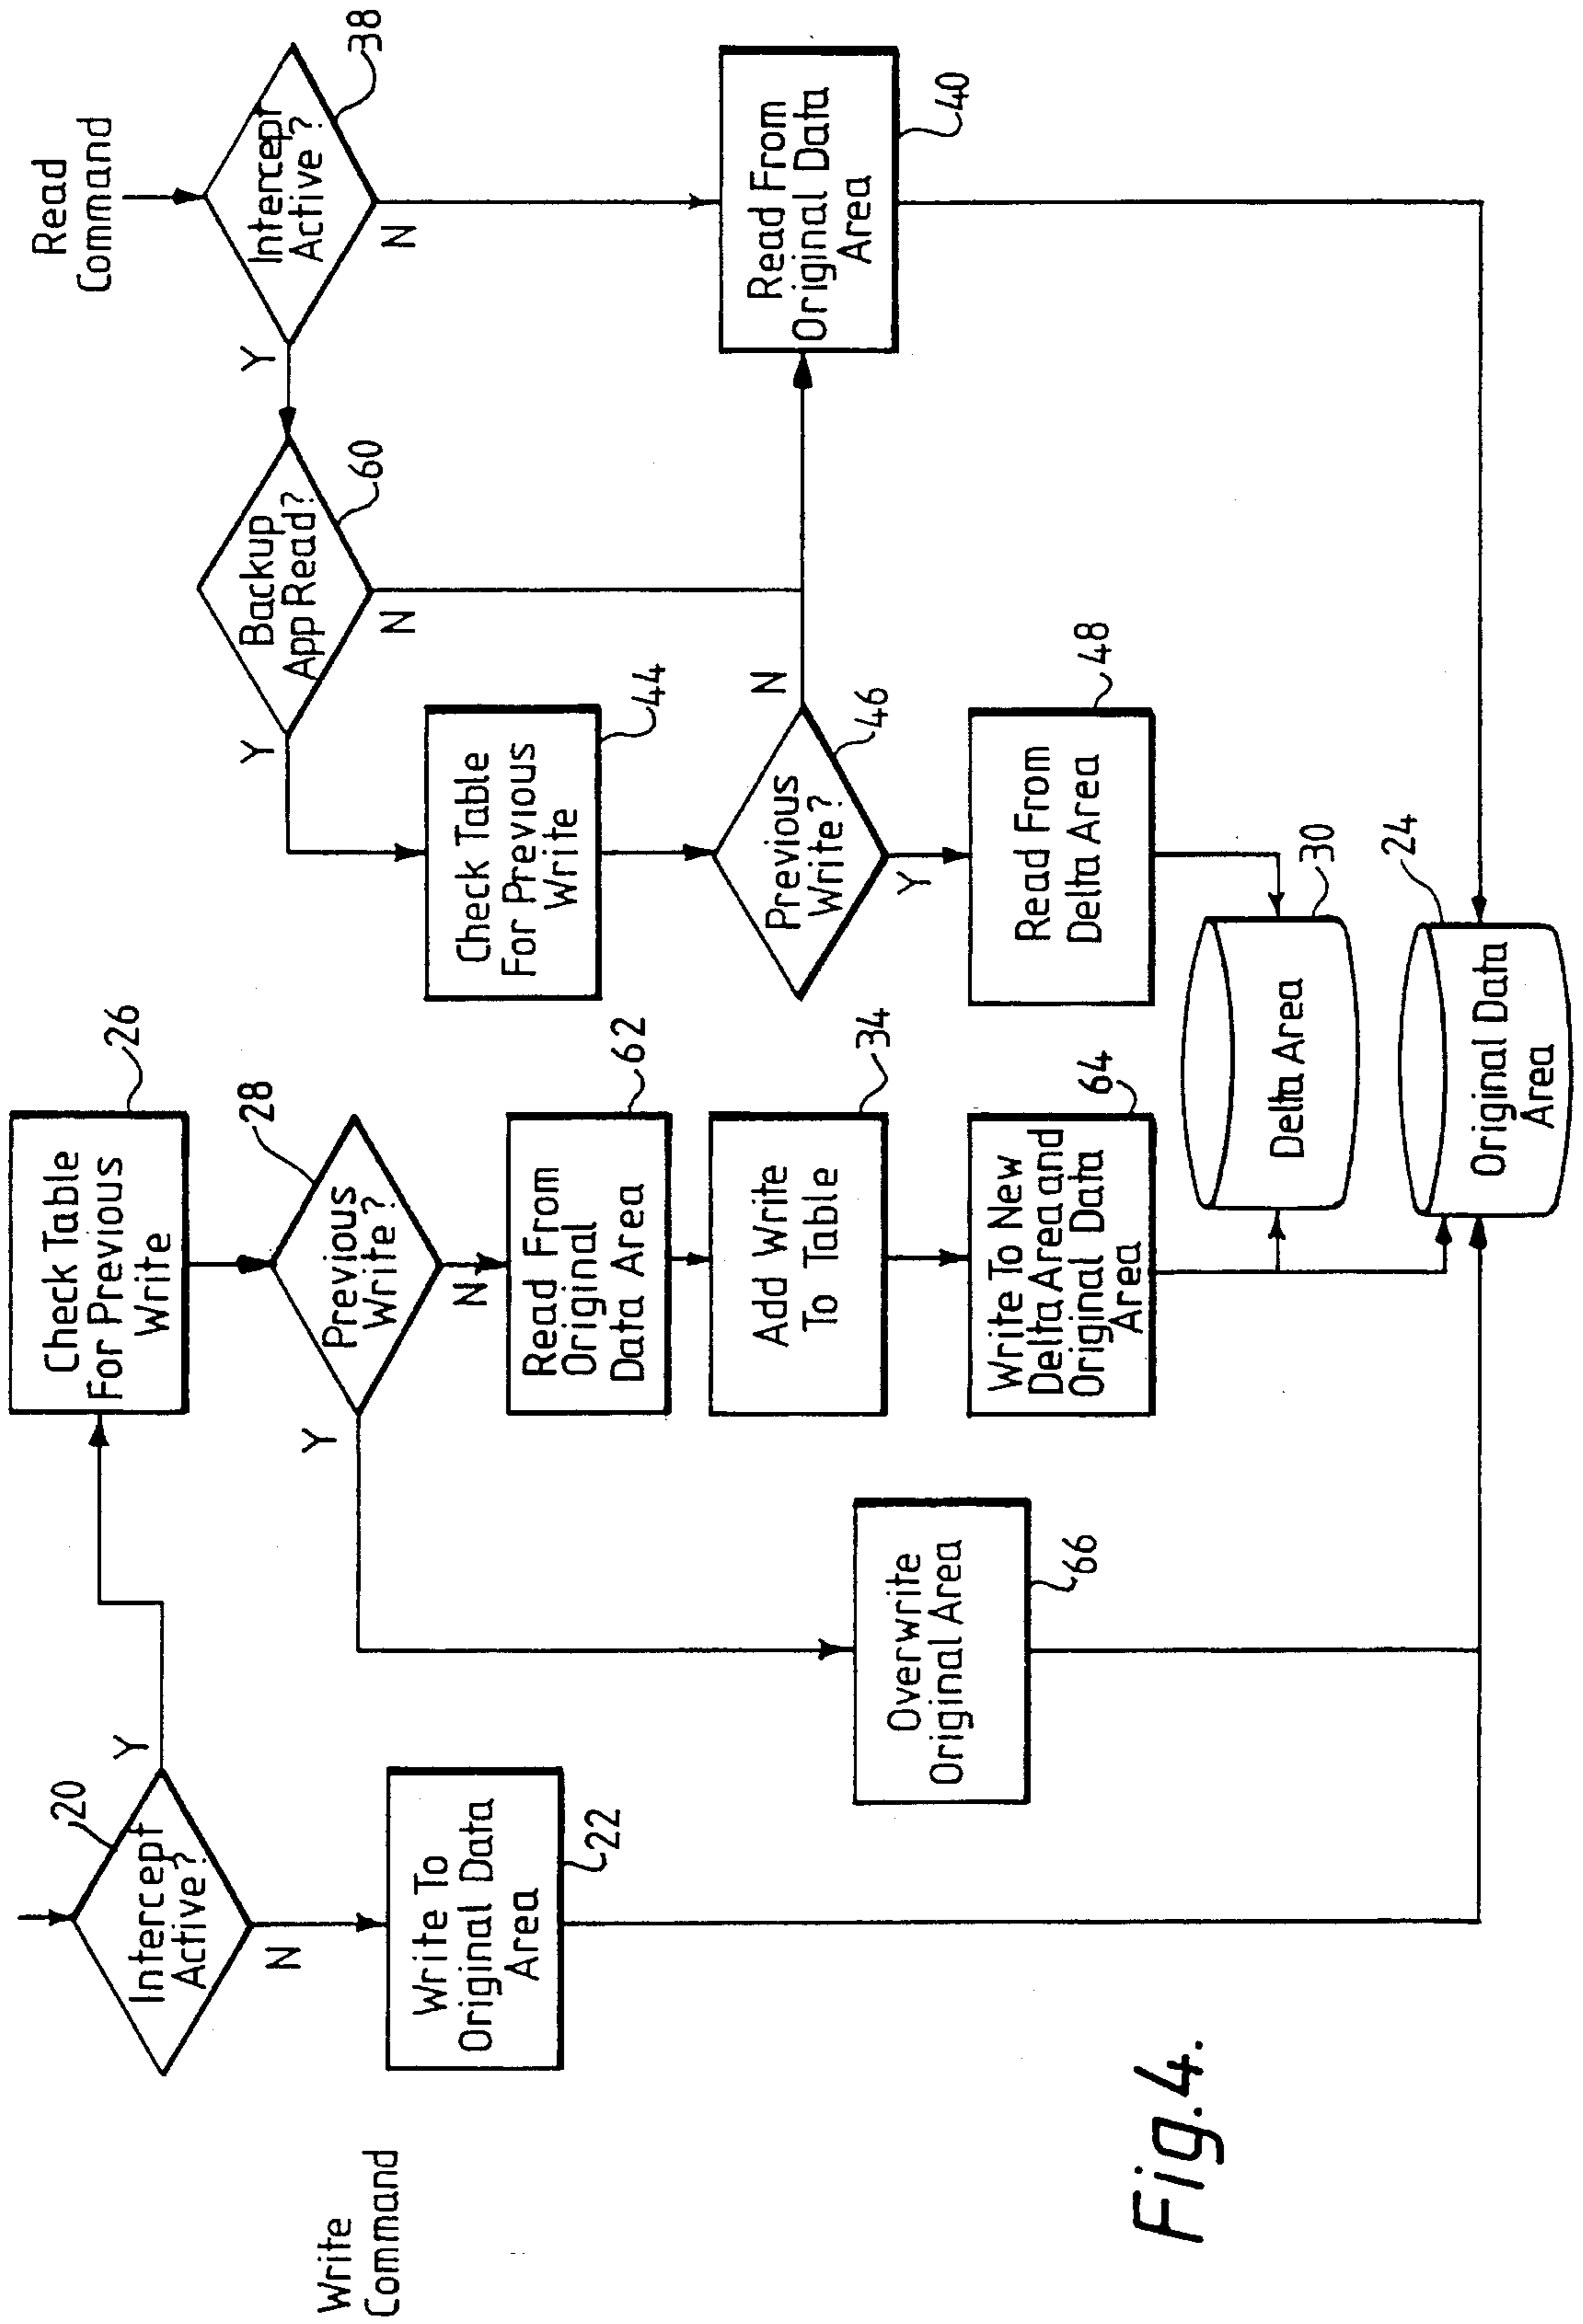 Write
Command
20
Intercept
Active?
Y
N
Write To
Original Data
Area
22
Check Table
For Previous
Write
26
28
Previous
Write?
Y
N
Overwrite
Original Area
66
Read From
Original
Data Area
62
Add Write
To Table
34
Write To New
Delta Area and
Original Data
Area
64
Read
Command
Intercept
Active?
38
Y
N
Backup
App Read?
60
Y
N
Check Table
For Previous
Write
44
Previous
Write?
46
N
Y
Read From
Delta Area
48
Read From
Original Data
Area
40
Delta Area
30
Original Data
Area
24
Fig.4.